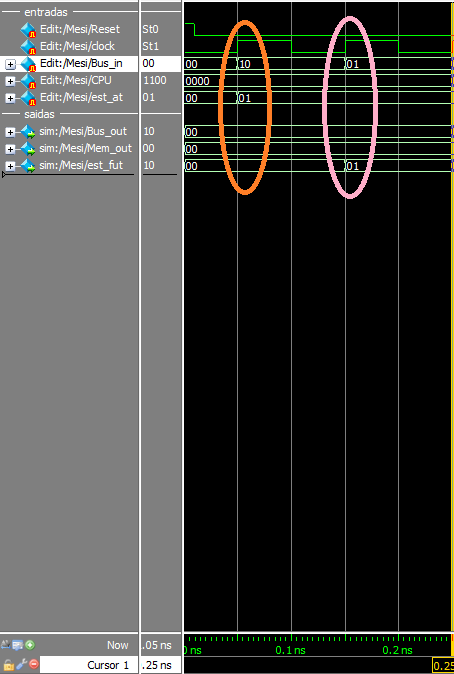 entradas
Edit:/Mesi/Reset St0
Edit:/Mesi/clock St1
Edit:/Mesi/Bus_in 00 00 10 01
Edit:/Mesi/CPU 1100 0000
Edit:/Mesi/est_at 01 00 01
saidas
sim:/Mesi/Bus_out 10 00
sim:/Mesi/Mem_out 00 00
sim:/Mesi/est_fut 10 00 01
Now .05 ns 0 ns 0.1 ns 0.2 ns
Cursor 1 .25 ns 0.25